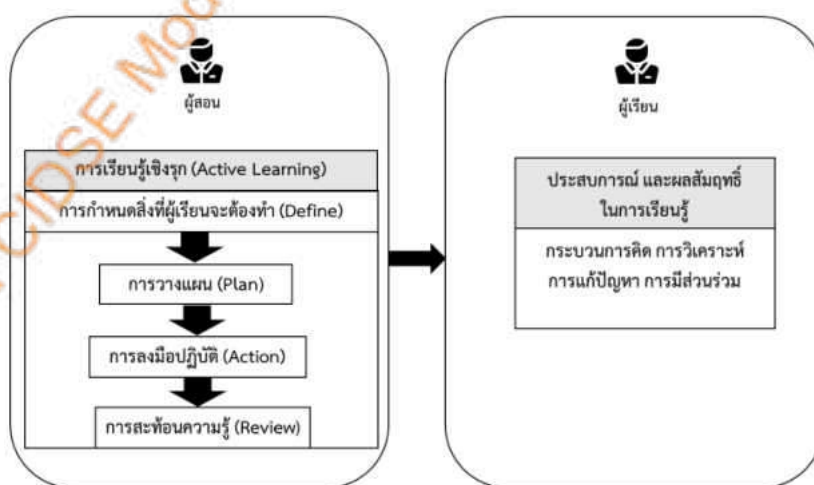 CIDSE Mod
ผู้สอน
การเรียนรู้เชิงรุก (Active Learning)
การกำหนดสิ่งที่ผู้เรียนจะต้องทำ (Define)
การวางแผน (Plan)
การลงมือปฏิบัติ (Action)
การสะท้อนความรู้ (Review)
ผู้เรียน
ประสบการณ์ และผลสัมฤทธิ์
ในการเรียนรู้
กระบวนการคิด การวิเคราะห์
การแก้ปัญหา การมีส่วนร่วม